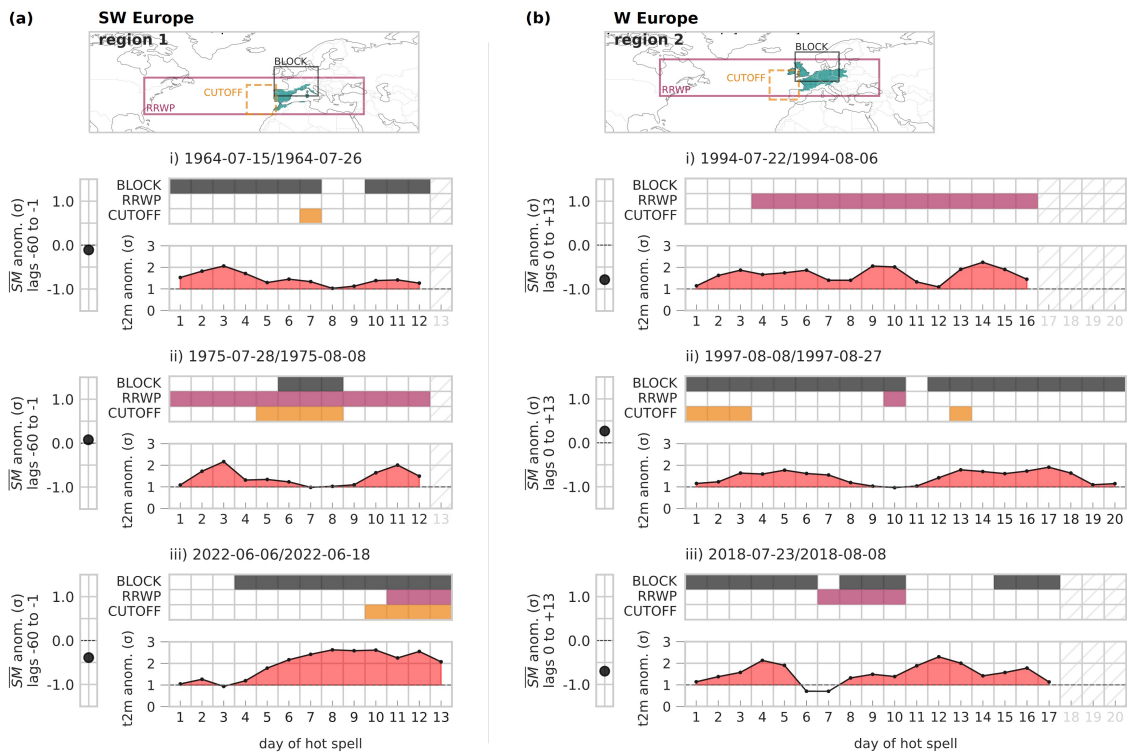 (a) SW Europe
region 1
BLOCK
CUTOFF
RRWP
i) 1964-07-15/1964-07-26
SM anom. (σ)
lags -60 to -1
1.0
0.0
-1.0
BLOCK
RRWP
CUTOFF
t2m anom. (σ)
3
2
1
0
1 2 3 4 5 6 7 8 9 10 11 12 13
ii) 1975-07-28/1975-08-08
SM anom. (σ)
lags -60 to -1
1.0
0.0
-1.0
BLOCK
RRWP
CUTOFF
t2m anom. (σ)
3
2
1
0
1 2 3 4 5 6 7 8 9 10 11 12 13
iii) 2022-06-06/2022-06-18
SM anom. (σ)
lags -60 to -1
1.0
0.0
-1.0
BLOCK
RRWP
CUTOFF
t2m anom. (σ)
3
2
1
0
1 2 3 4 5 6 7 8 9 10 11 12 13
day of hot spell
(b) W Europe
region 2
BLOCK
CUTOFF
RRWP
i) 1994-07-22/1994-08-06
SM anom. (σ)
lags 0 to +13
1.0
0.0
-1.0
BLOCK
RRWP
CUTOFF
t2m anom. (σ)
3
2
1
0
1 2 3 4 5 6 7 8 9 10 11 12 13 14 15 16 17 18 19 20
ii) 1997-08-08/1997-08-27
SM anom. (σ)
lags 0 to +13
1.0
0.0
-1.0
BLOCK
RRWP
CUTOFF
t2m anom. (σ)
3
2
1
0
1 2 3 4 5 6 7 8 9 10 11 12 13 14 15 16 17 18 19 20
iii) 2018-07-23/2018-08-08
SM anom. (σ)
lags 0 to +13
1.0
0.0
-1.0
BLOCK
RRWP
CUTOFF
t2m anom. (σ)
3
2
1
0
1 2 3 4 5 6 7 8 9 10 11 12 13 14 15 16 17 18 19 20
day of hot spell